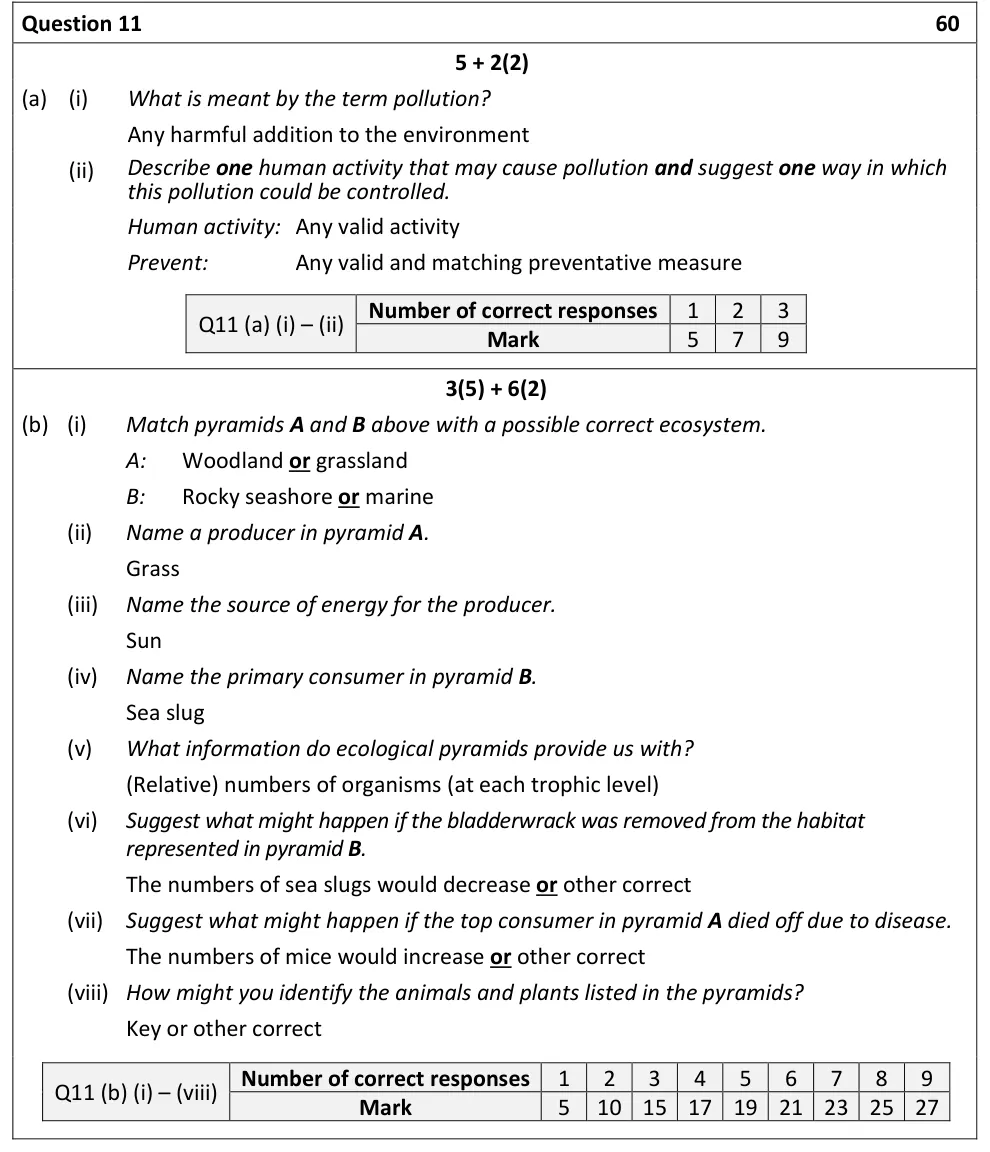 Question 11 60
5 + 2(2)
(a) (i) What is meant by the term pollution?
Any harmful addition to the environment
(ii) Describe one human activity that may cause pollution and suggest one way in which
this pollution could be controlled.
Human activity: Any valid activity
Prevent: Any valid and matching preventative measure
Q11 (a) (i) – (ii) Number of correct responses 1 2 3
Mark 5 7 9
3(5) + 6(2)
(b) (i) Match pyramids A and B above with a possible correct ecosystem.
A: Woodland or grassland
B: Rocky seashore or marine
(ii) Name a producer in pyramid A.
Grass
(iii) Name the source of energy for the producer.
Sun
(iv) Name the primary consumer in pyramid B.
Sea slug
(v) What information do ecological pyramids provide us with?
(Relative) numbers of organisms (at each trophic level)
(vi) Suggest what might happen if the bladderwrack was removed from the habitat
represented in pyramid B.
The numbers of sea slugs would decrease or other correct
(vii) Suggest what might happen if the top consumer in pyramid A died off due to disease.
The numbers of mice would increase or other correct
(viii) How might you identify the animals and plants listed in the pyramids?
Key or other correct
Q11 (b) (i) – (viii) Number of correct responses 1 2 3 4 5 6 7 8 9
Mark 5 10 15 17 19 21 23 25 27